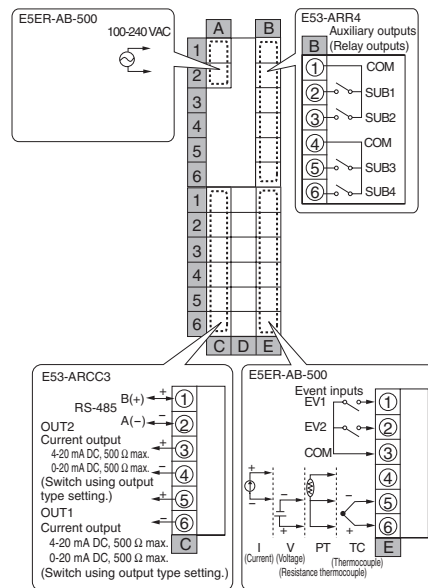 E5ER-AB-500
100-240 VAC
A
B
1
2
3
4
5
6
1
2
3
4
5
6
C D E
E53-ARR4
Auxiliary outputs
(Relay outputs)
B
1 COM
2 SUB1
3 SUB2
4 COM
5 SUB3
6 SUB4
E53-ARCC3
RS-485
B(+) + 1
A(−) − 2
OUT2
Current output
4-20 mA DC, 500 Ω max.
0-20 mA DC, 500 Ω max.
(Switch using output
type setting.)
+ 3
− 4
OUT1
Current output
4-20 mA DC, 500 Ω max.
0-20 mA DC, 500 Ω max.
(Switch using output type setting.)
+ 5
− 6
C
E5ER-AB-500
Event inputs
EV1 1
EV2 2
COM 3
4
5
6
E
+
−
−
+
−
+
I
(Current)
V
(Voltage)
PT
(Resistance thermometer)
TC
(Thermocouple)